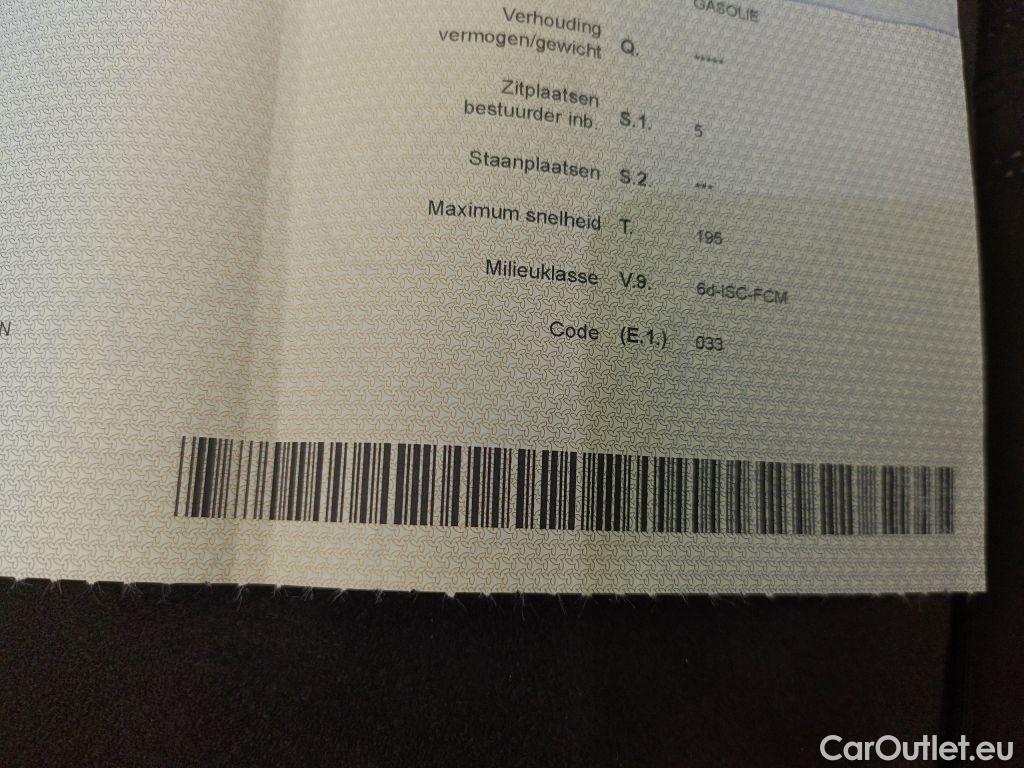 GASOLIE
Verhouding
vermogen/gewicht Q. *****
Zitplaatsen
bestuurder inb. S.1. 5
Staanplaatsen S.2. ***
Maximum snelheid T. 195
Milieuklasse V.9. 6d-ISC-FCM
Code (E.1.) 033
N
CarOutlet.eu